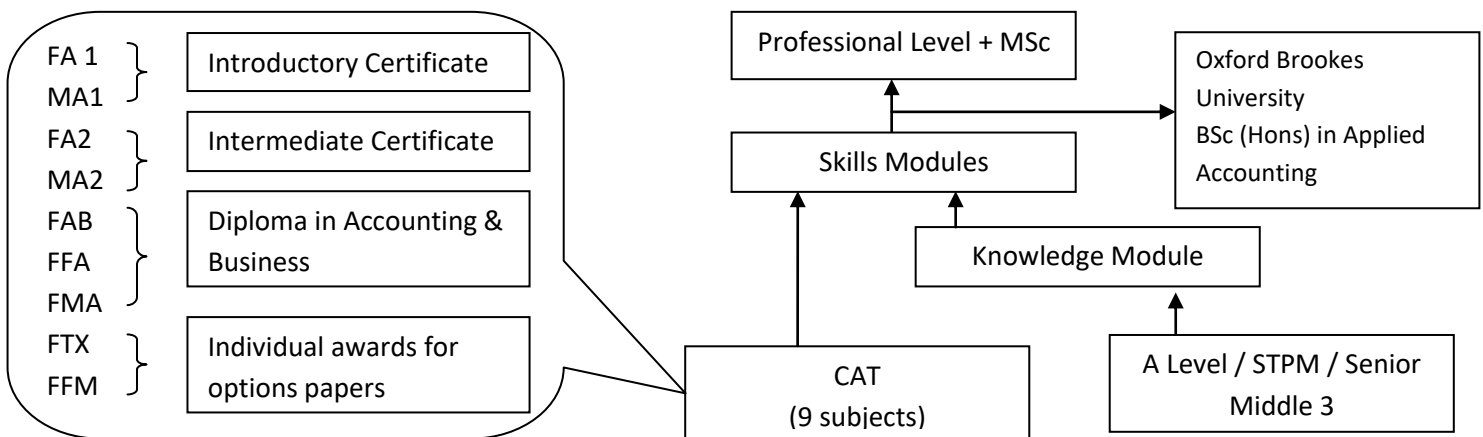 FA 1
MA1
Introductory Certificate
FA2
MA2
Intermediate Certificate
FAB
FFA
FMA
Diploma in Accounting &
Business
FTX
FFM
Individual awards for
options papers
Professional Level + MSc
Oxford Brookes
University
BSc (Hons) in Applied
Accounting
Skills Modules
Knowledge Module
CAT
(9 subjects)
A Level / STPM / Senior
Middle 3